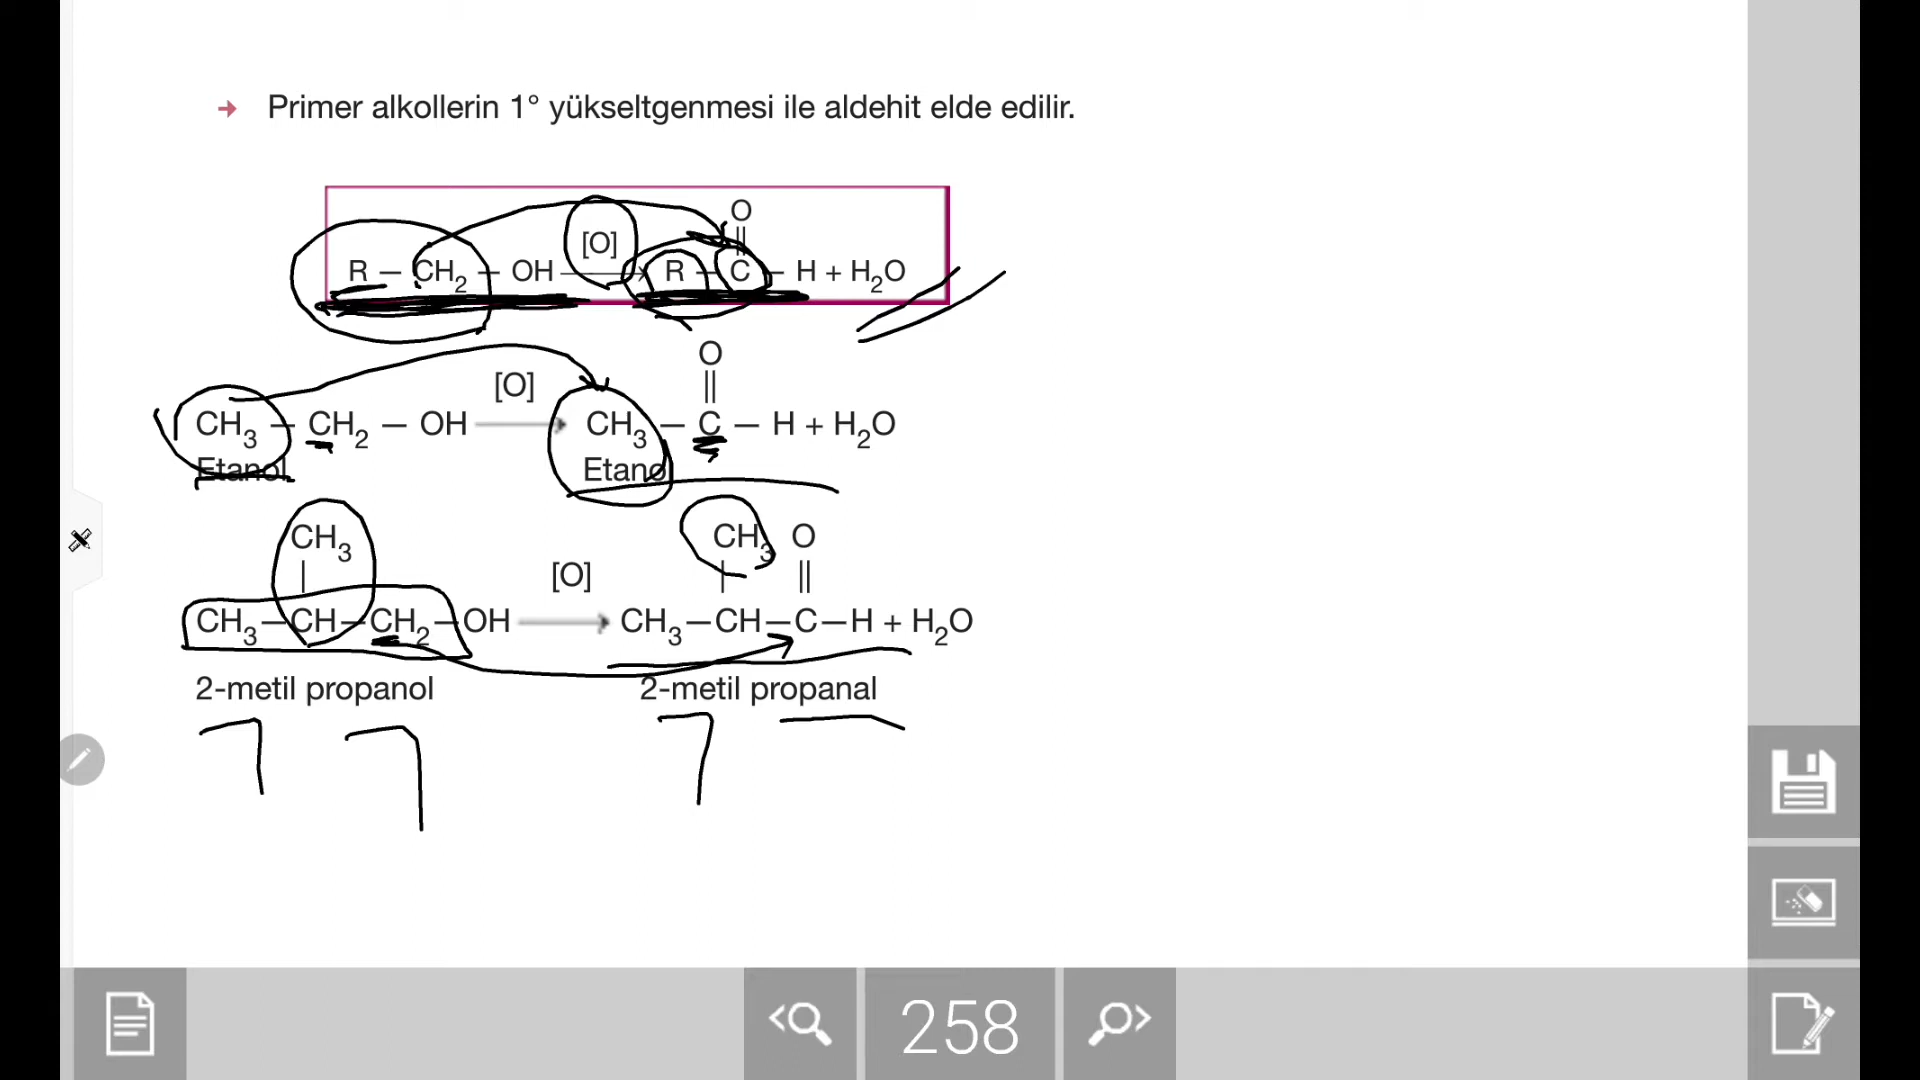 → Primer alkollerin 1° yükseltgenmesi ile aldehit elde edilir.
O
[O] ||
R — CH₂ — OH ⟶ R — C — H + H₂O
O
[O] ||
CH₃ — CH₂ — OH ⟶ CH₃ — C — H + H₂O
Etanol
CH₃ CH₃ O
| [O] | ||
CH₃—CH—CH₂—OH ⟶ CH₃—CH—C—H + H₂O
2-metil propanol 2-metil propanal
258